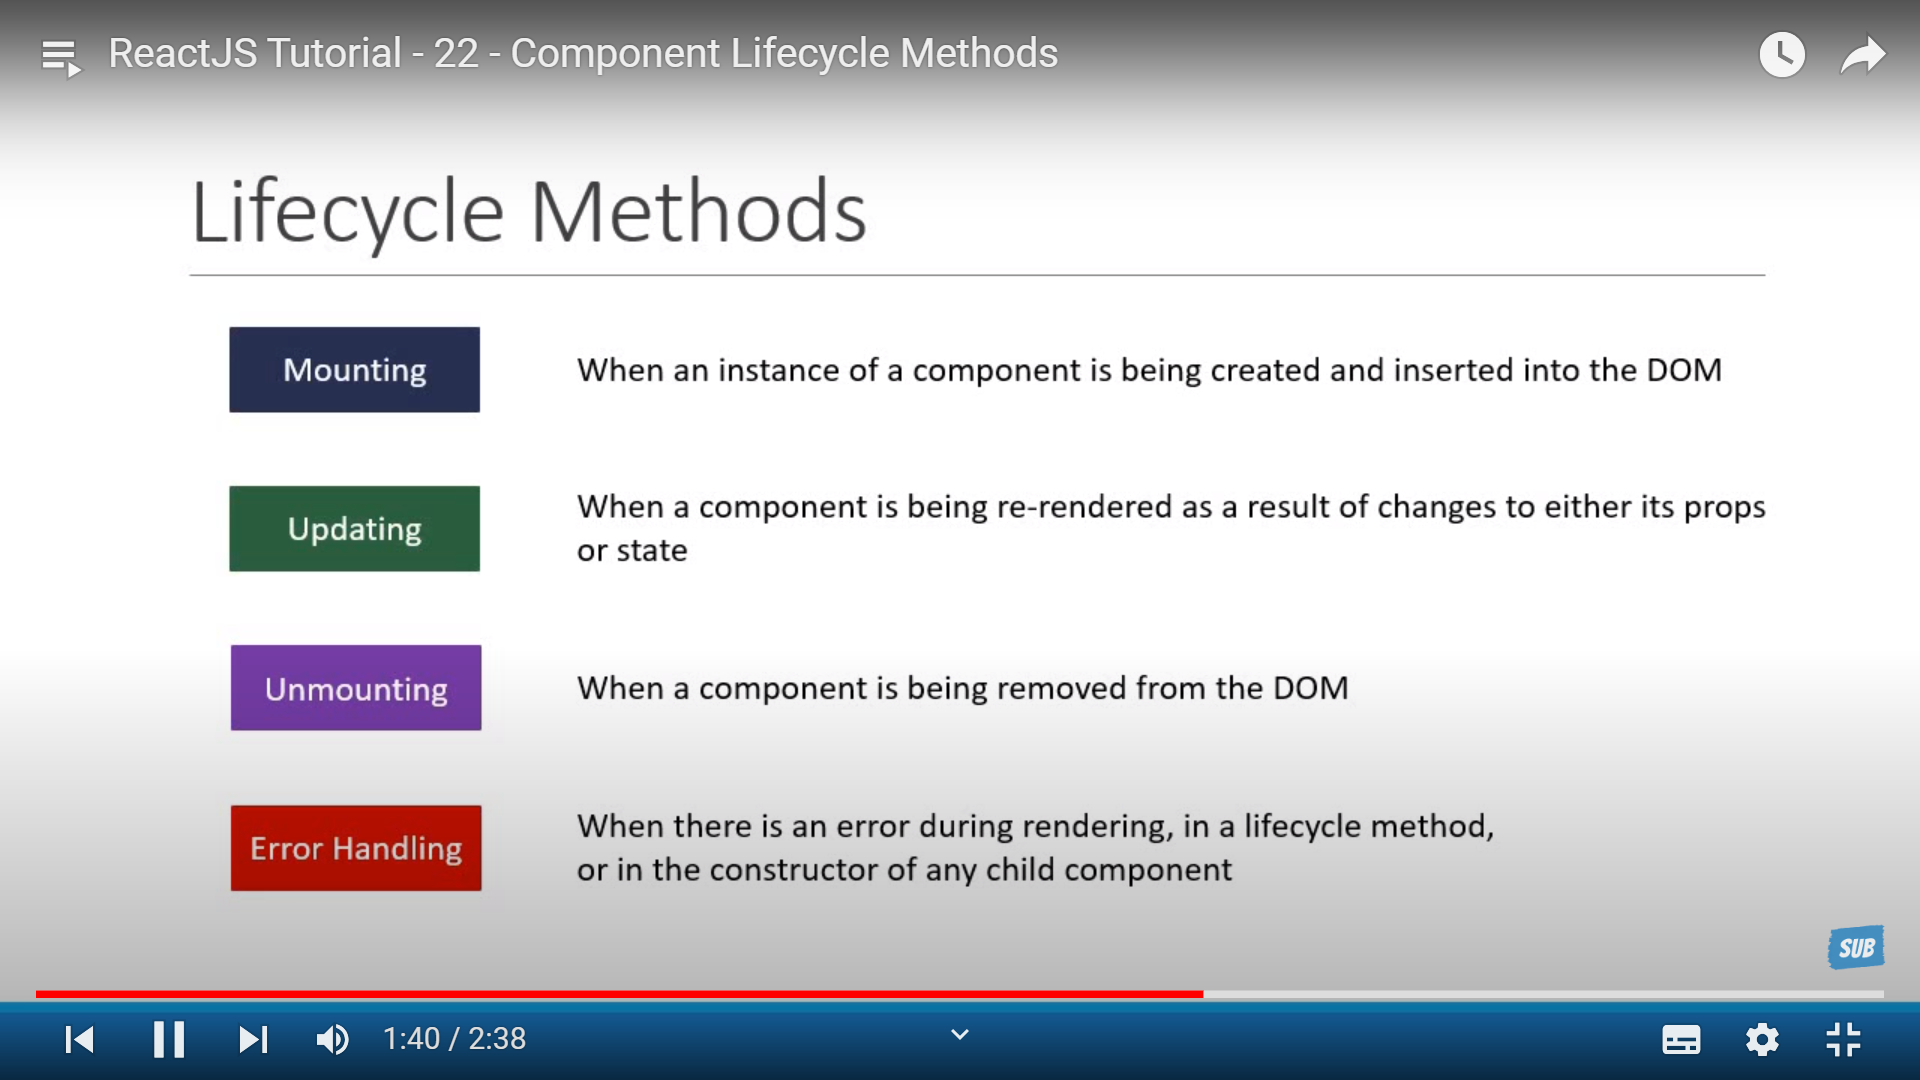 ReactJS Tutorial - 22 - Component Lifecycle Methods
Lifecycle Methods
Mounting
When an instance of a component is being created and inserted into the DOM
Updating
When a component is being re-rendered as a result of changes to either its props
or state
Unmounting
When a component is being removed from the DOM
Error Handling
When there is an error during rendering, in a lifecycle method,
or in the constructor of any child component
SUB
1:40 / 2:38